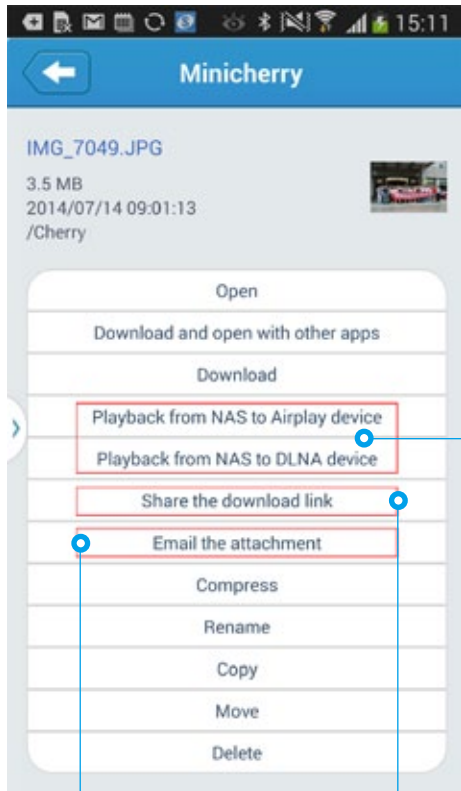 15:11
Minicherry
IMG_7049.JPG
3.5 MB
2014/07/14 09:01:13
/Cherry
Open
Download and open with other apps
Download
Playback from NAS to Airplay device
Playback from NAS to DLNA device
Share the download link
Email the attachment
Compress
Rename
Copy
Move
Delete